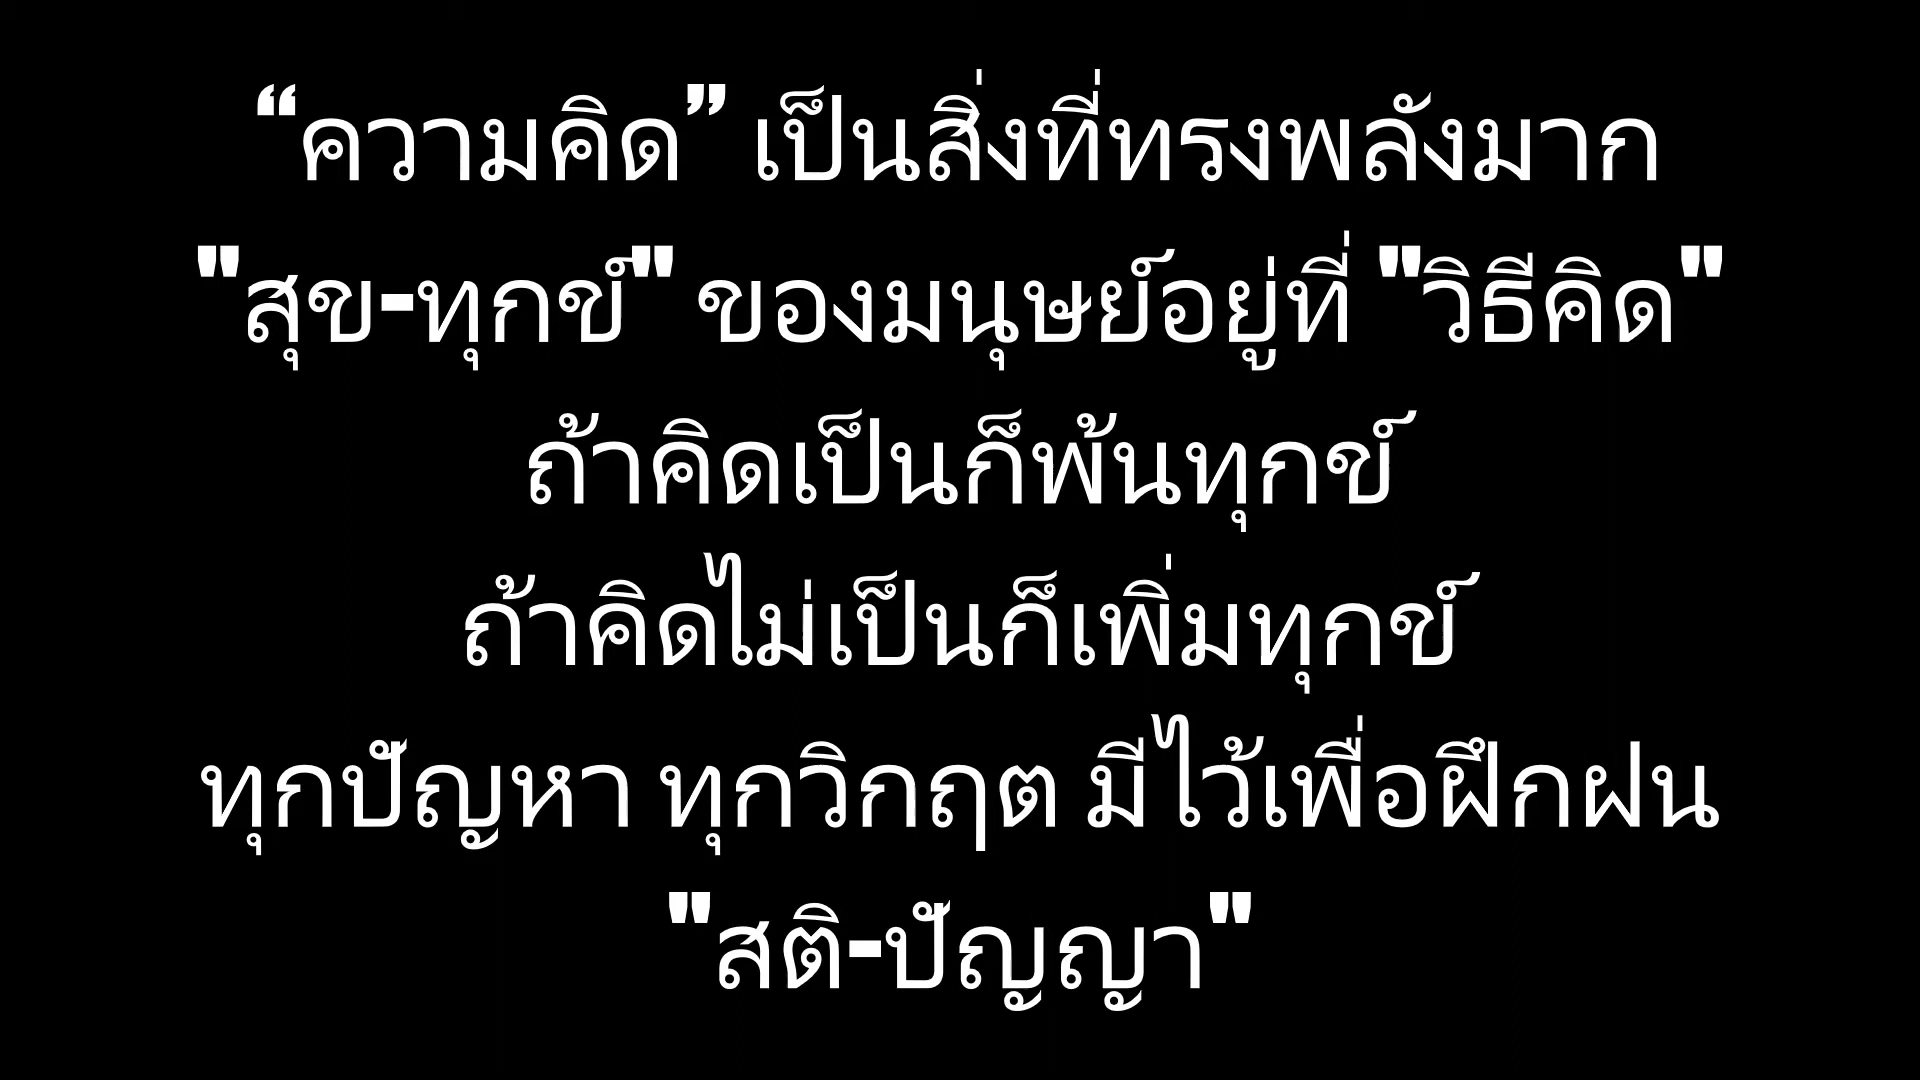 “ความคิด” เป็นสิ่งที่ทรงพลังมาก
"สุข-ทุกข์" ของมนุษย์อยู่ที่ "วิธีคิด"
ถ้าคิดเป็นก็พ้นทุกข์
ถ้าคิดไม่เป็นก็เพิ่มทุกข์
ทุกปัญหา ทุกวิกฤต มีไว้เพื่อฝึกฝน
"สติ-ปัญญา"